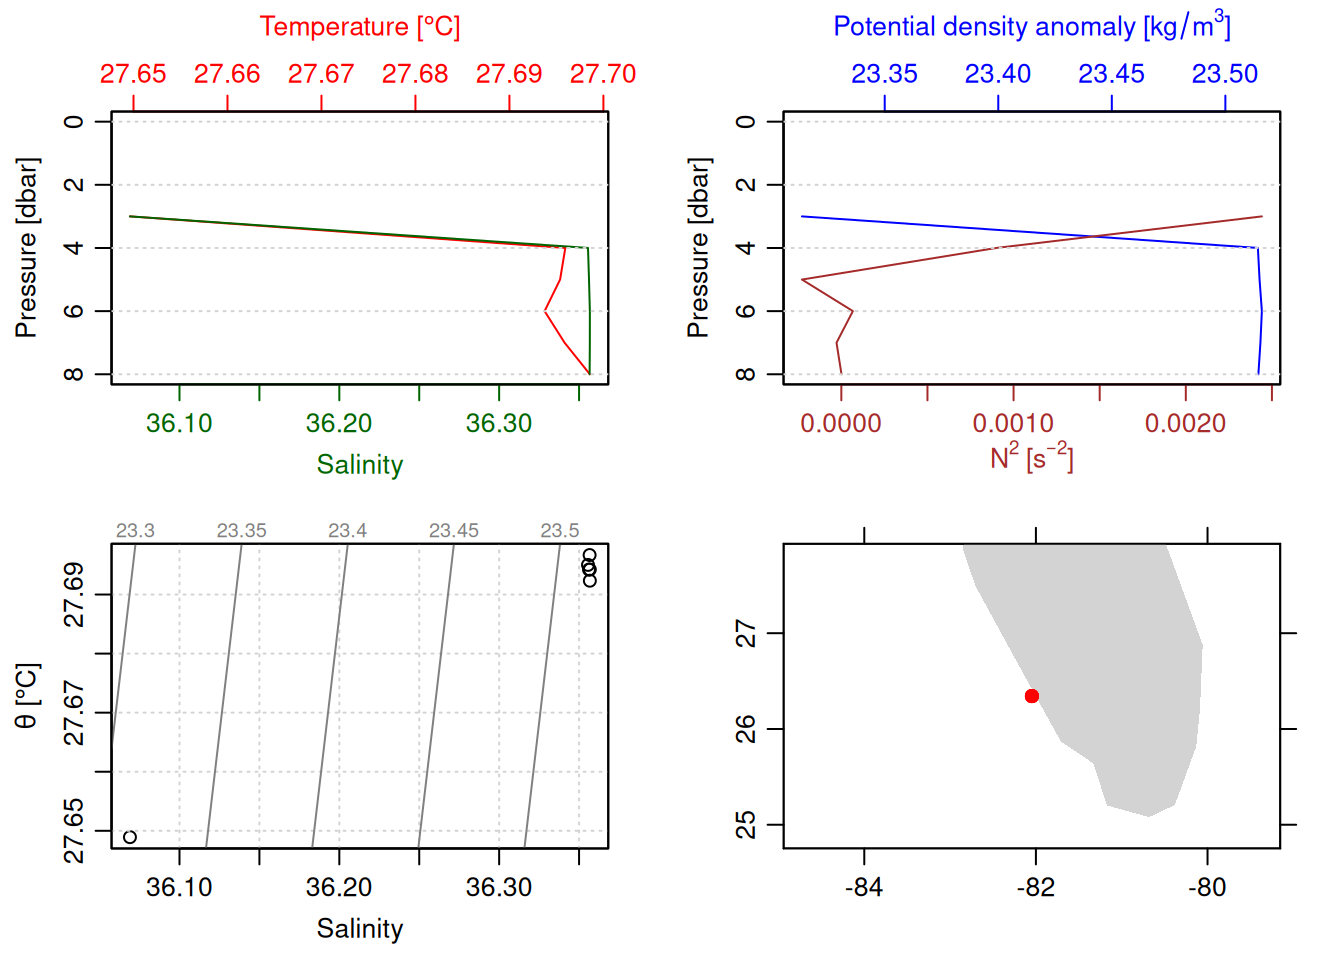 Temperature [°C]
27.65 27.66 27.67 27.68 27.69 27.70
Pressure [dbar]
0
2
4
6
8
36.10 36.20 36.30
Salinity
Potential density anomaly [kg/m³]
23.35 23.40 23.45 23.50
Pressure [dbar]
0
2
4
6
8
0.0000 0.0010 0.0020
N² [s⁻²]
23.3 23.35 23.4 23.45 23.5
θ [°C]
27.69
27.67
27.65
36.10 36.20 36.30
Salinity
27
26
25
-84 -82 -80